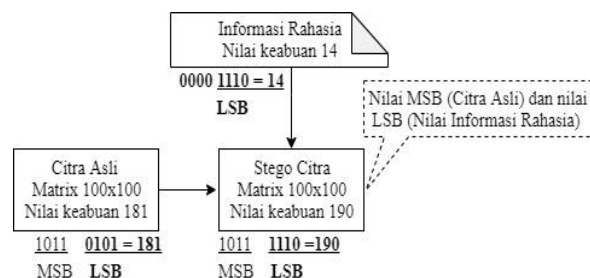 Informasi Rahasia
Nilai keabuan 14
0000 1110 = 14
LSB
Nilai MSB (Citra Asli) dan nilai
LSB (Nilai Informasi Rahasia)
Citra Asli
Matrix 100x100
Nilai keabuan 181
Stego Citra
Matrix 100x100
Nilai keabuan 190
1011 0101 = 181
MSB LSB
1011 1110 =190
MSB LSB